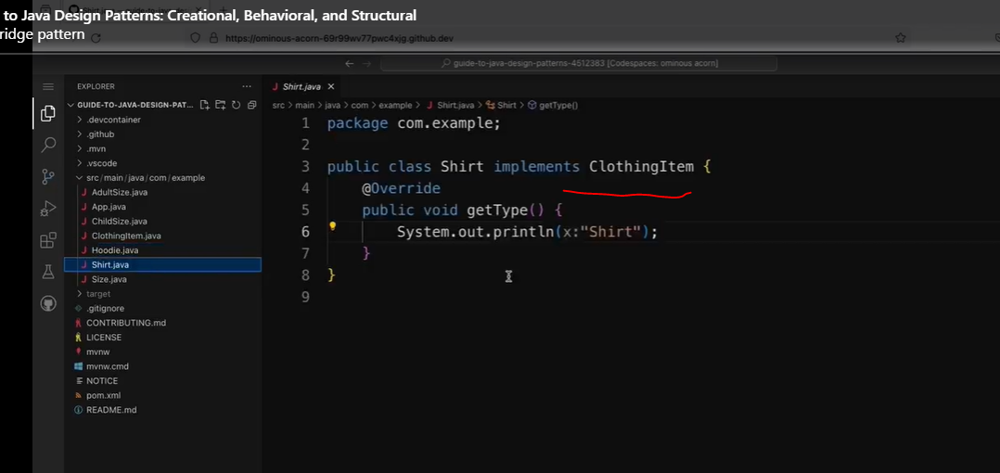 to Java Design Patterns: Creational, Behavioral, and Structural
ridge pattern
https://ominous-acorn-69r99wv77pwc4xjg.github.dev
guide-to-java-design-patterns-4512383 [Codespaces: ominous acorn]
EXPLORER
GUIDE-TO-JAVA-DESIGN-PAT...
.devcontainer
.github
.mvn
.vscode
src/main/java/com/example
AdultSize.java
App.java
ChildSize.java
ClothingItem.java
Hoodie.java
Shirt.java
Size.java
target
.gitignore
CONTRIBUTING.md
LICENSE
mvnw
mvnw.cmd
NOTICE
pom.xml
README.md
Shirt.java
src > main > java > com > example > Shirt.java > Shirt > getType()
1 package com.example;
2
3 public class Shirt implements ClothingItem {
4 @Override
5 public void getType() {
6 System.out.println(x:"Shirt");
7 }
8 }
9